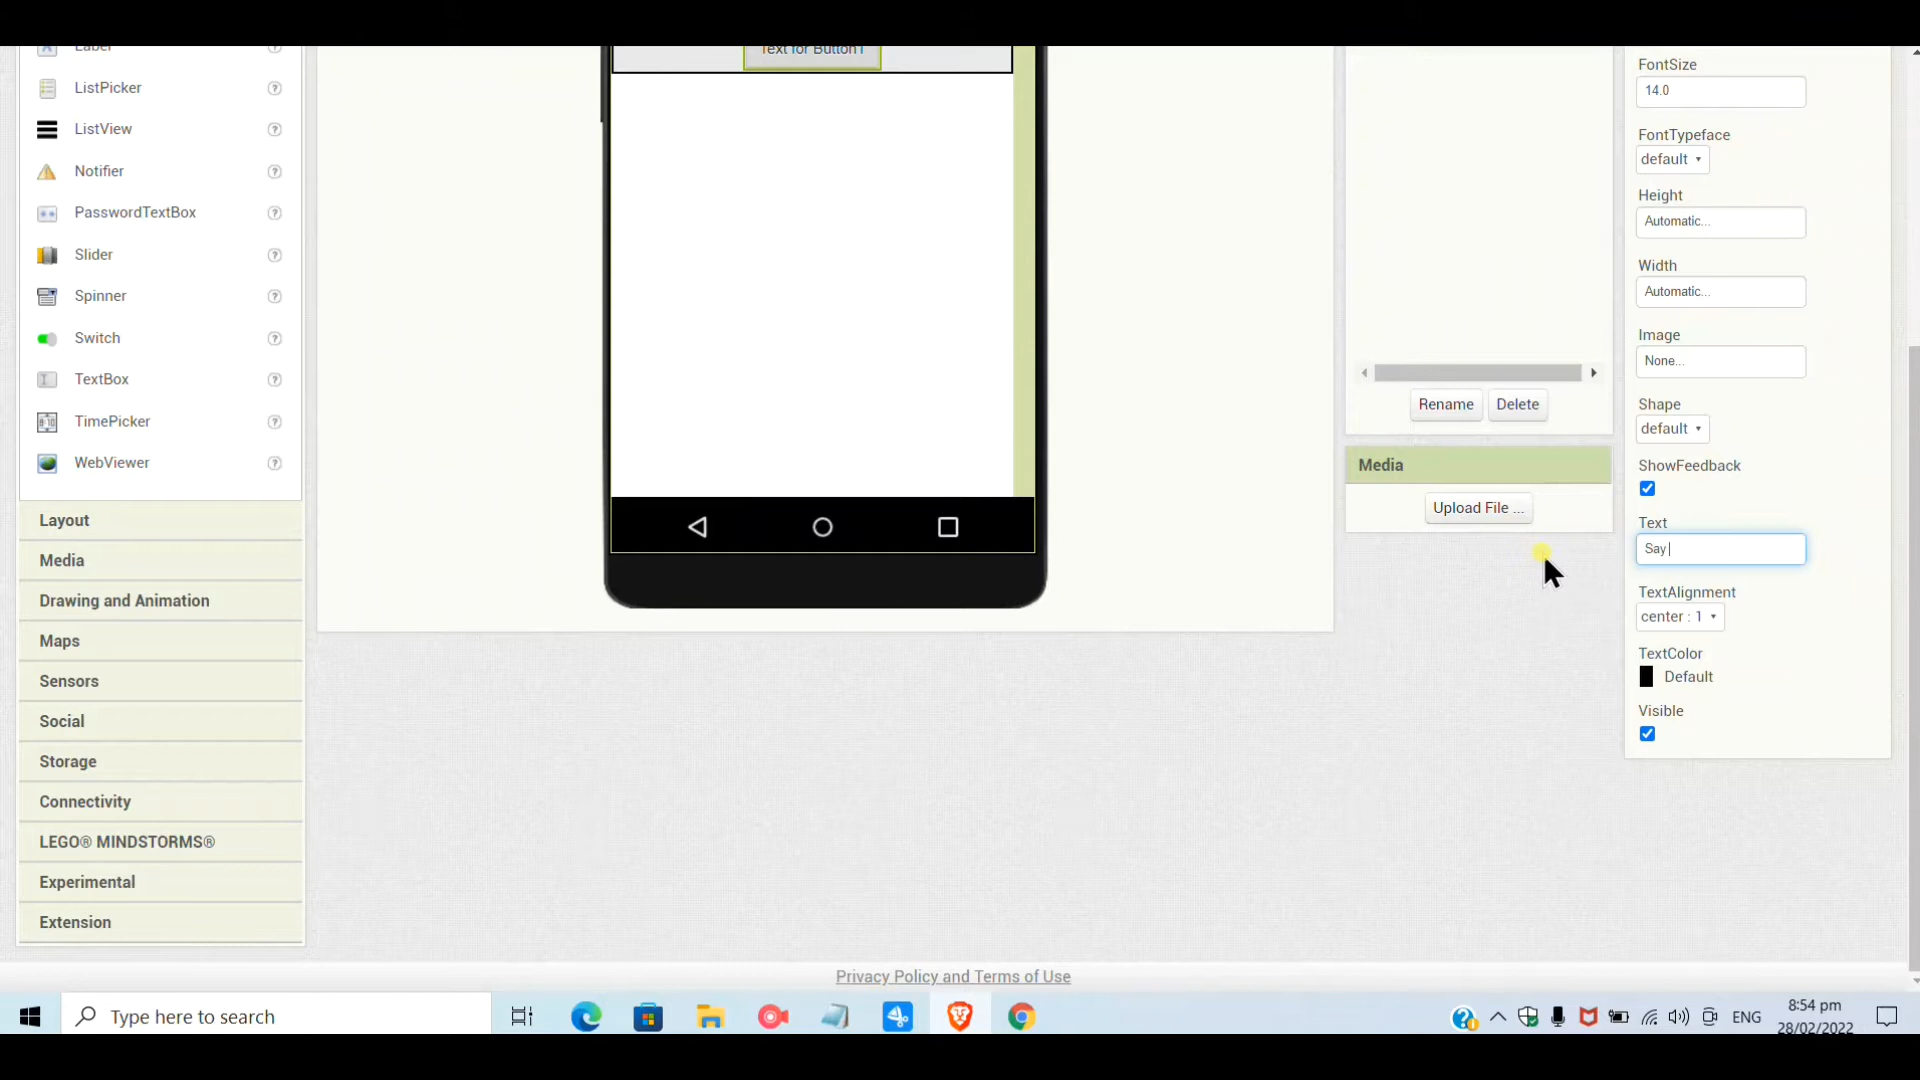 Label
ListPicker
ListView
Notifier
PasswordTextBox
Slider
Spinner
Switch
TextBox
TimePicker
WebViewer
Layout
Media
Drawing and Animation
Maps
Sensors
Social
Storage
Connectivity
LEGO® MINDSTORMS®
Experimental
Extension
Text for Button1
Rename Delete
Media
Upload File ...
FontSize
14.0
FontTypeface
default
Height
Automatic...
Width
Automatic...
Image
None...
Shape
default
ShowFeedback
Text
Say
TextAlignment
center : 1
TextColor
Default
Visible
Privacy Policy and Terms of Use
Type here to search
ENG
8:54 pm
28/02/2022